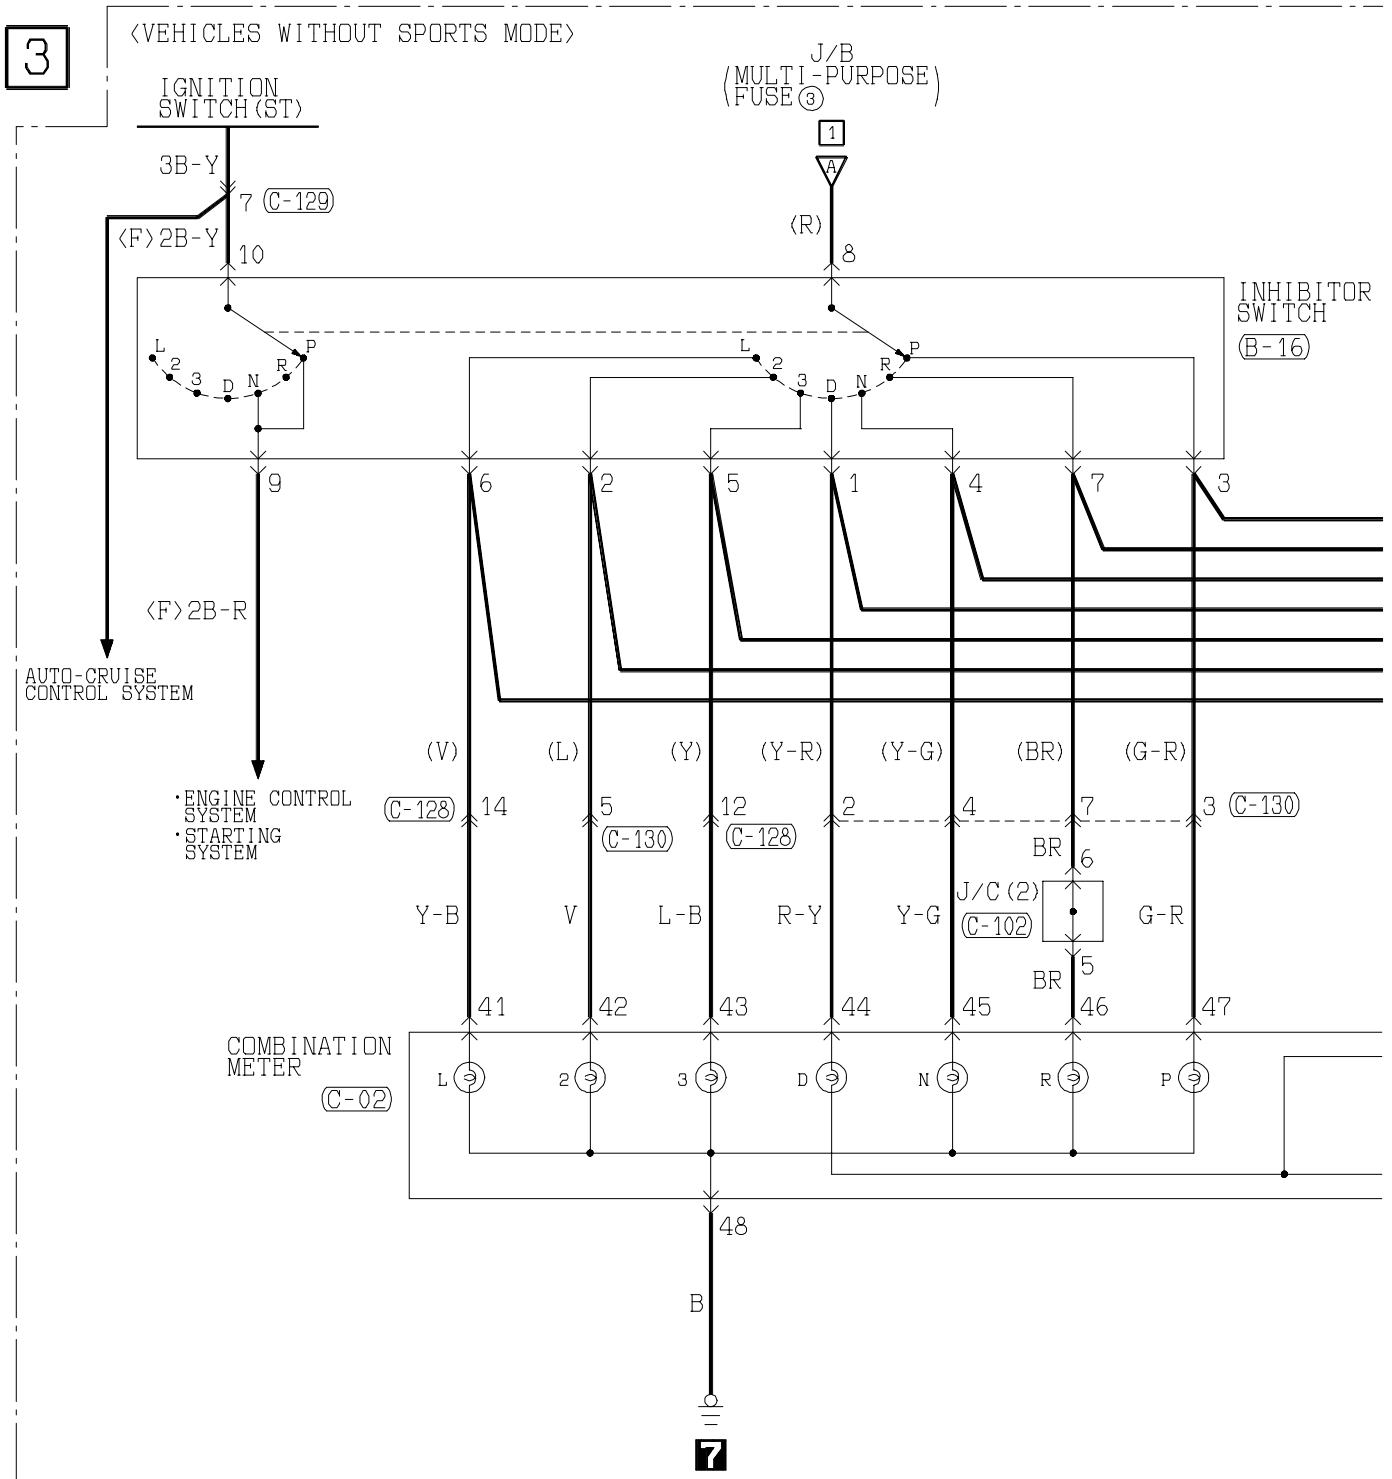 3
〈VEHICLES WITHOUT SPORTS MODE〉
IGNITION
SWITCH(ST)
J/B
(MULTI-PURPOSE)
(FUSE③)
1
A
3B-Y
7 (C-129)
(R)
〈F〉2B-Y
10
8
INHIBITOR
SWITCH
(B-16)
L 2 3 D N R P
L 2 3 D N R P
9 6 2 5 1 4 7 3
〈F〉2B-R
AUTO-CRUISE
CONTROL SYSTEM
(V) (L) (Y) (Y-R) (Y-G) (BR) (G-R)
·ENGINE CONTROL
SYSTEM
·STARTING
SYSTEM
(C-128) 14 5 12 2 4 7 3 (C-130)
(C-130) (C-128)
BR 6
J/C(2)
(C-102)
Y-B V L-B R-Y Y-G G-R
BR 5
41 42 43 44 45 46 47
COMBINATION
METER
(C-02)
L 2 3 D N R P
48
B
7